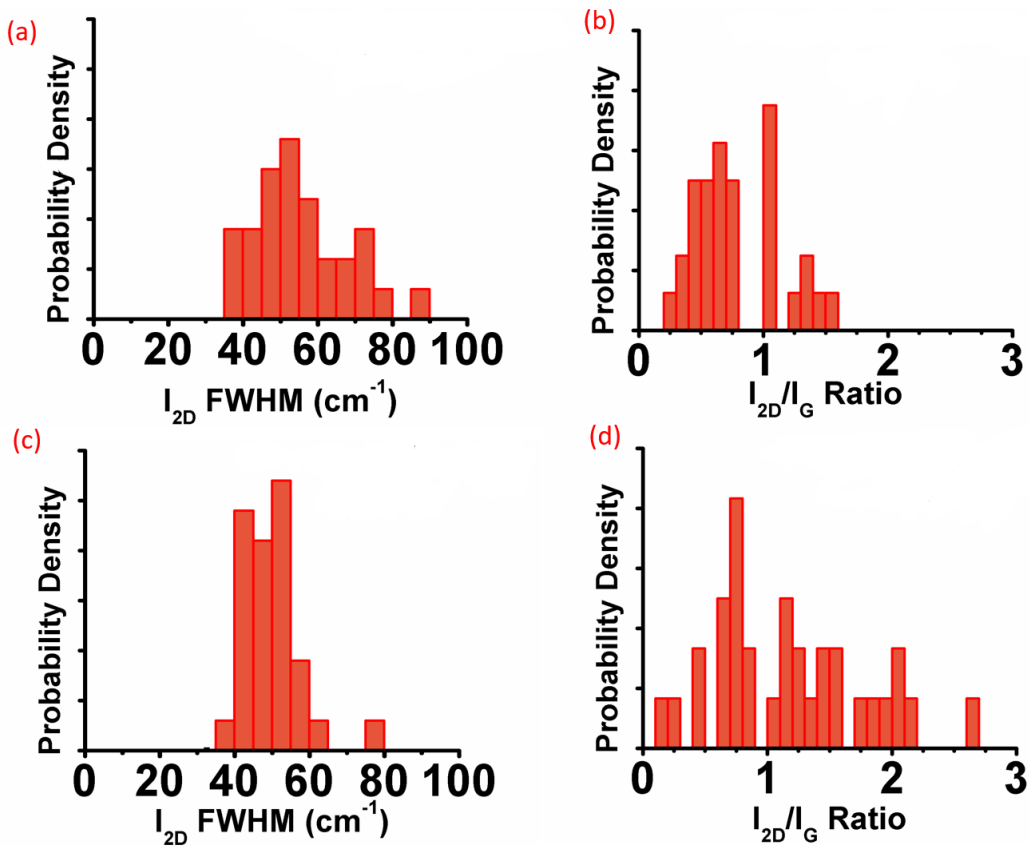 (a)
Probability Density
0 20 40 60 80 100
I2D FWHM (cm-1)
(b)
Probability Density
0 1 2 3
I2D/IG Ratio
(c)
Probability Density
0 20 40 60 80 100
I2D FWHM (cm-1)
(d)
Probability Density
0 1 2 3
I2D/IG Ratio